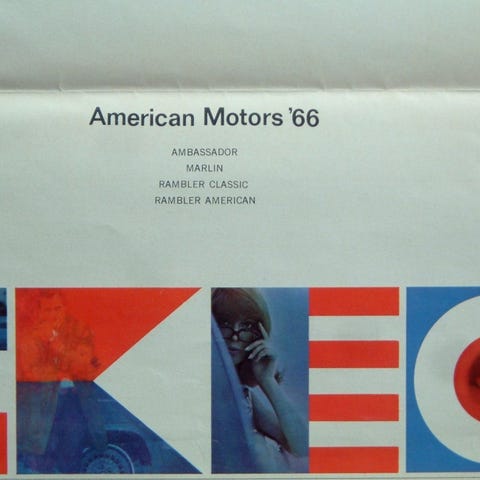 American Motors '66
AMBASSADOR
MARLIN
RAMBLER CLASSIC
RAMBLER AMERICAN